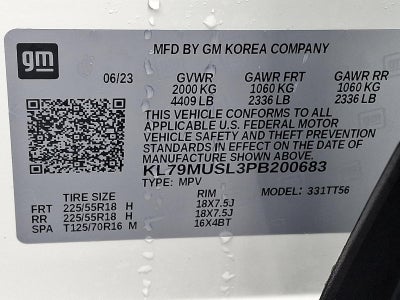 gm
MFD BY GM KOREA COMPANY
06/23 GVWR GAWR FRT GAWR RR
2000 KG 1060 KG 1060 KG
4409 LB 2336 LB 2336 LB
THIS VEHICLE CONFORMS TO ALL
APPLICABLE U.S. FEDERAL MOTOR
VEHICLE SAFETY AND THEFT PREVENTION
STANDARDS IN EFFECT ON THE DATE OF
MANUFACTURE SHOWN ABOVE.
KL79MUSL3PB200683
TYPE: MPV MODEL: 331TT56
TIRE SIZE RIM
FRT 225/55R18 H 18X7.5J
RR 225/55R18 H 18X7.5J
SPA T125/70R16 M 16X4BT